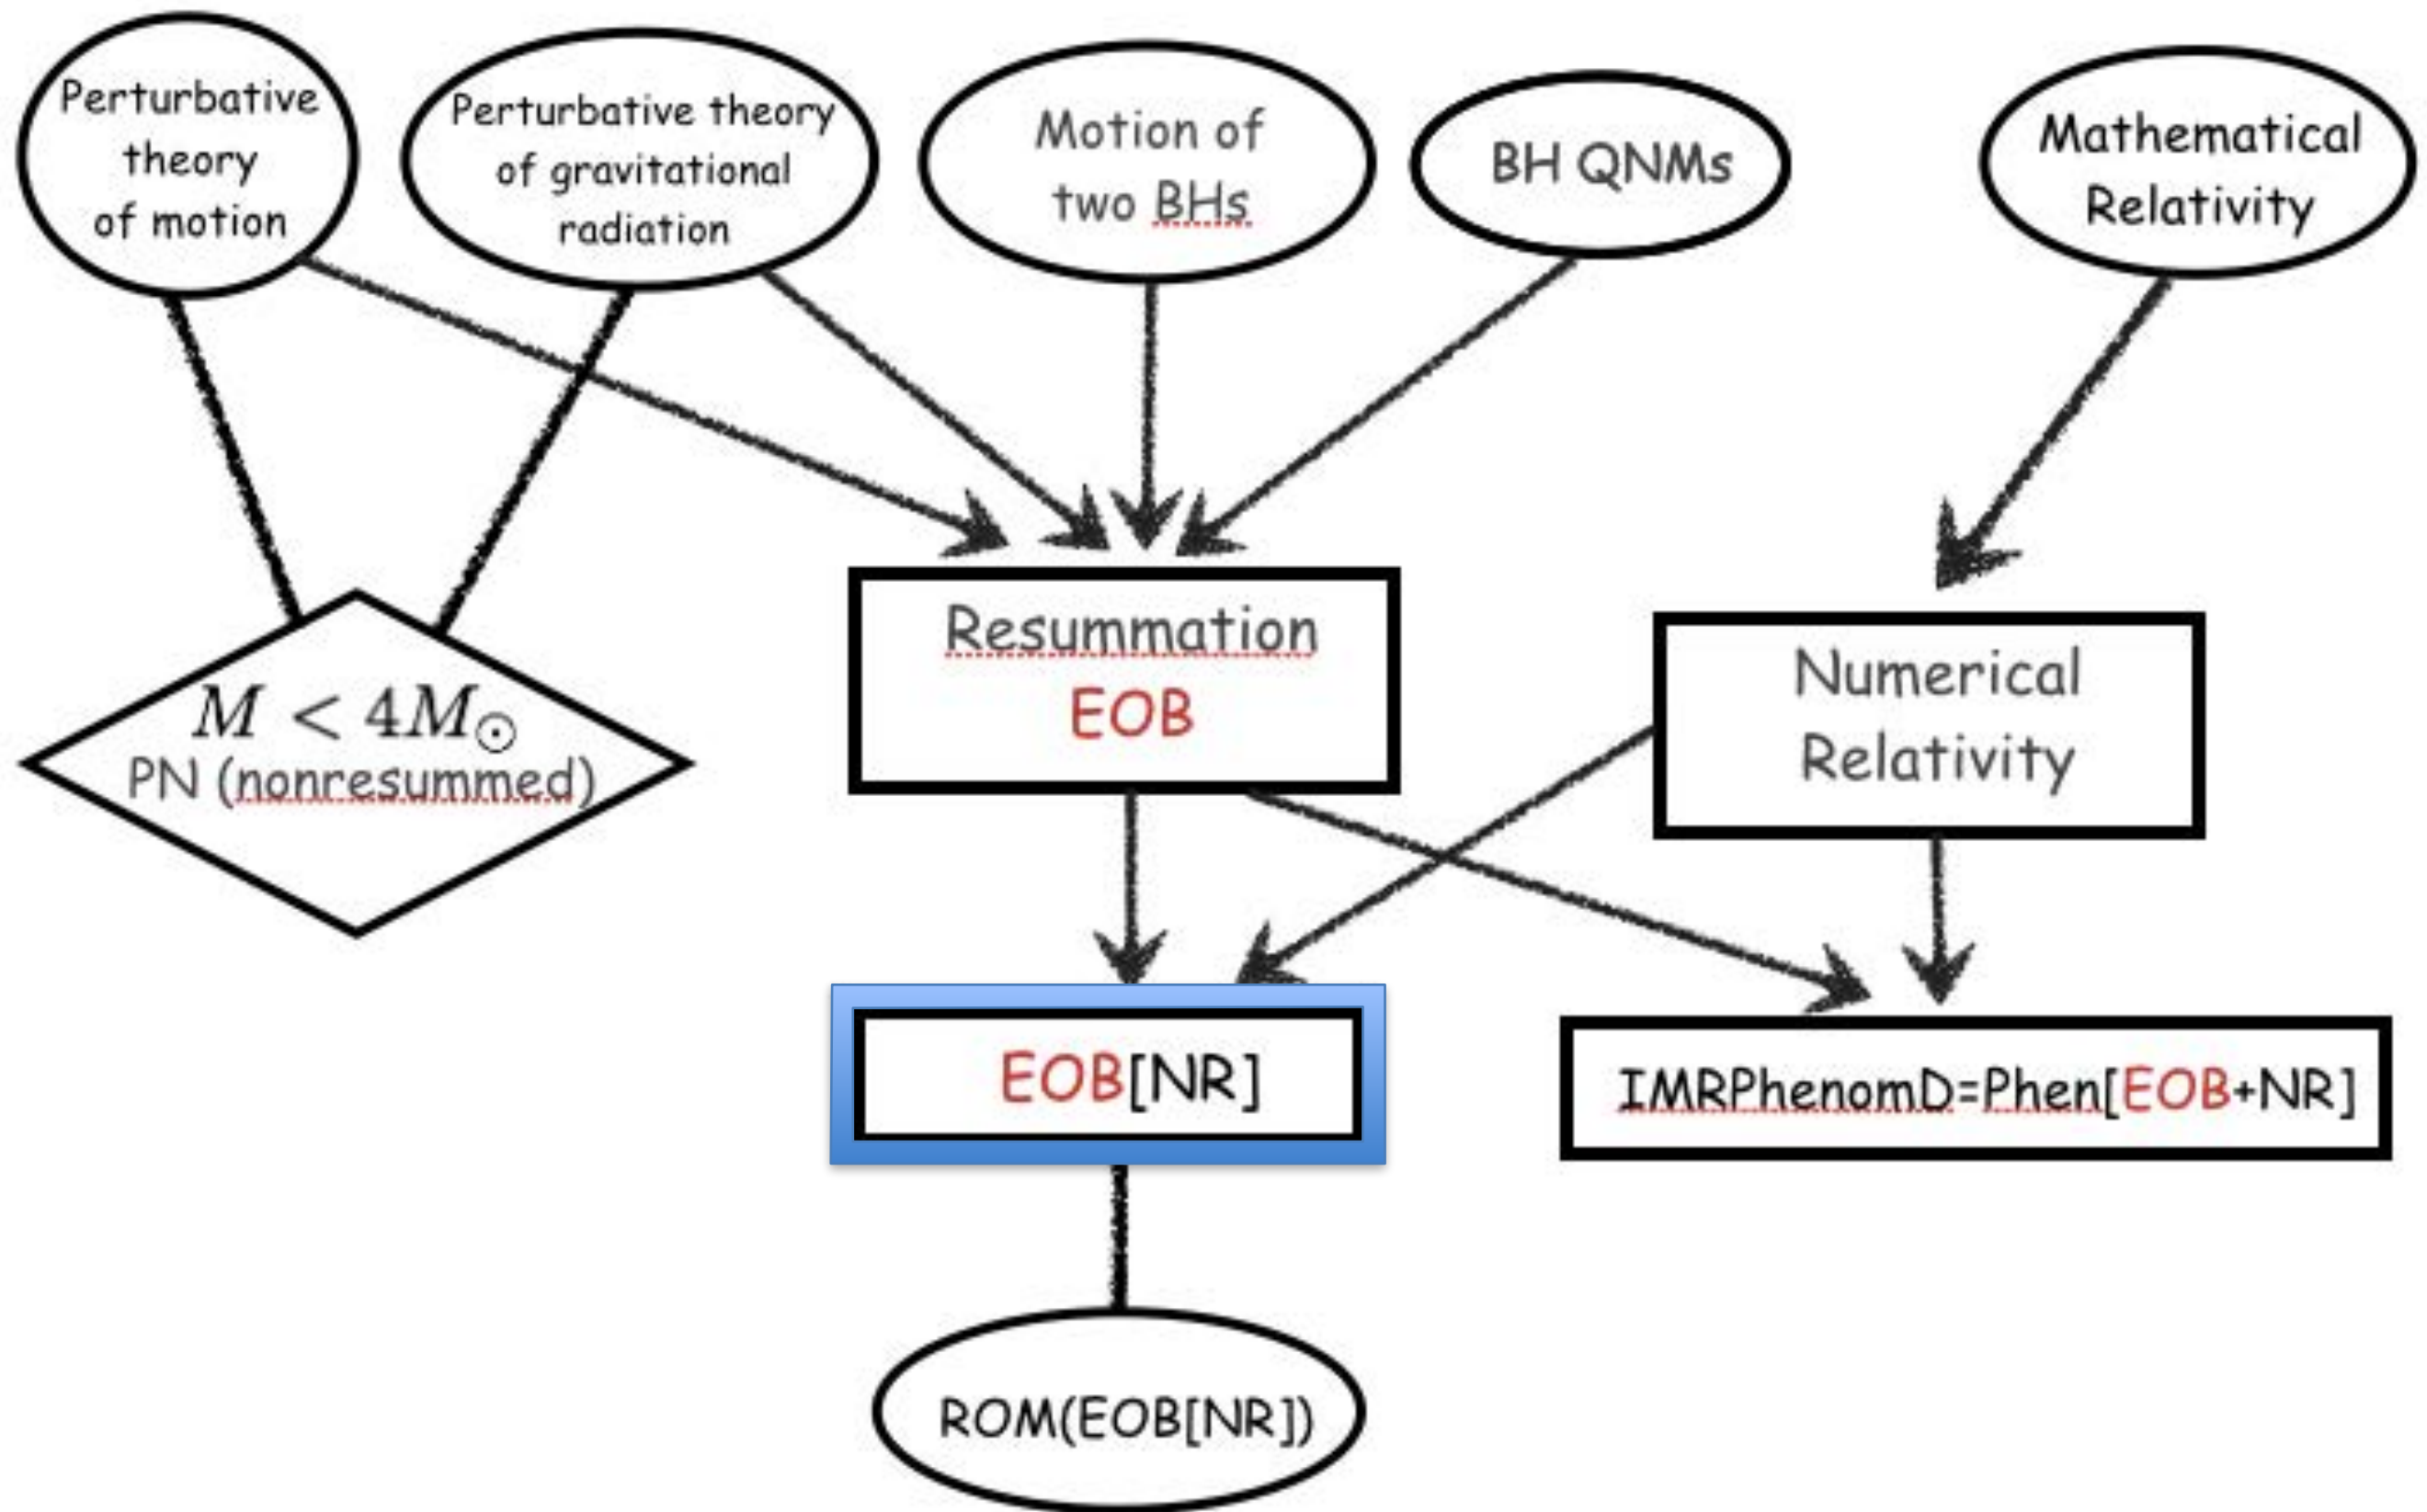 Perturbative
theory
of motion
Perturbative theory
of gravitational
radiation
Motion of
two BHs
BH QNMs
Mathematical
Relativity
M < 4M☉
PN (nonresummed)
Resummation
EOB
Numerical
Relativity
EOB[NR]
IMRPhenomD=Phen[EOB+NR]
ROM(EOB[NR])